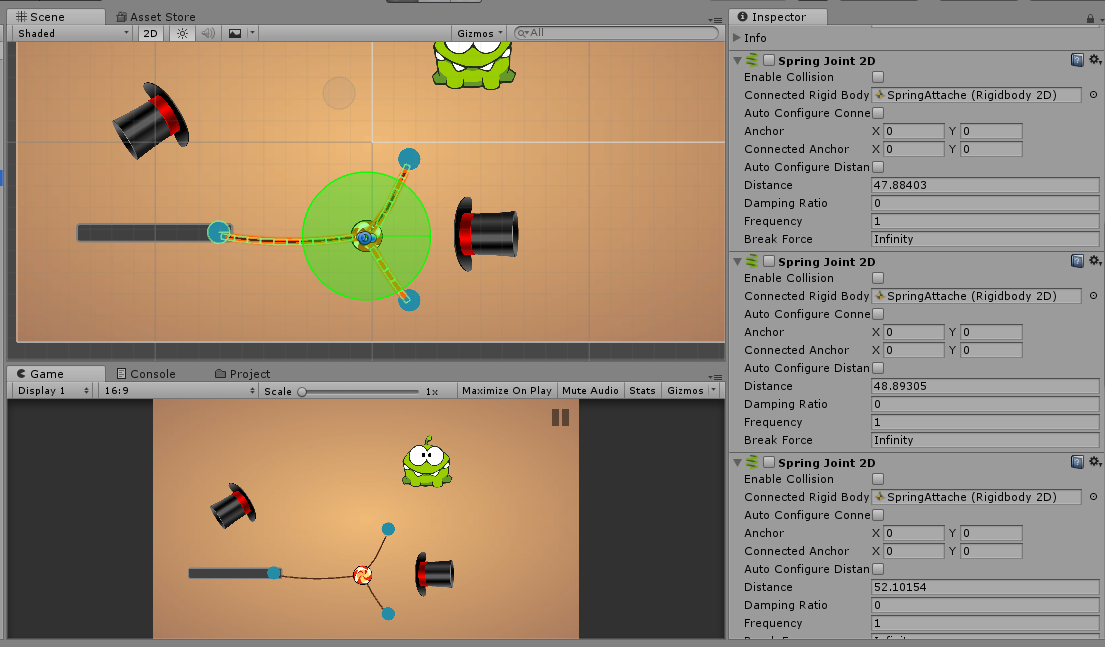 Scene
Asset Store
Shaded
2D
Gizmos
All
Game
Console
Project
Display 1
16:9
Scale
1x
Maximize On Play
Mute Audio
Stats
Gizmos
Inspector
Info
Spring Joint 2D
Enable Collision
Connected Rigid Body
SpringAttache (Rigidbody 2D)
Auto Configure Conne
Anchor X 0 Y 0
Connected Anchor X 0 Y 0
Auto Configure Distan
Distance 47.88403
Damping Ratio 0
Frequency 1
Break Force Infinity
Spring Joint 2D
Enable Collision
Connected Rigid Body SpringAttache (Rigidbody 2D)
Auto Configure Conne
Anchor X 0 Y 0
Connected Anchor X 0 Y 0
Auto Configure Distan
Distance 48.89305
Damping Ratio 0
Frequency 1
Break Force Infinity
Spring Joint 2D
Enable Collision
Connected Rigid Body SpringAttache (Rigidbody 2D)
Auto Configure Conne
Anchor X 0 Y 0
Connected Anchor X 0 Y 0
Auto Configure Distan
Distance 52.10154
Damping Ratio 0
Frequency 1